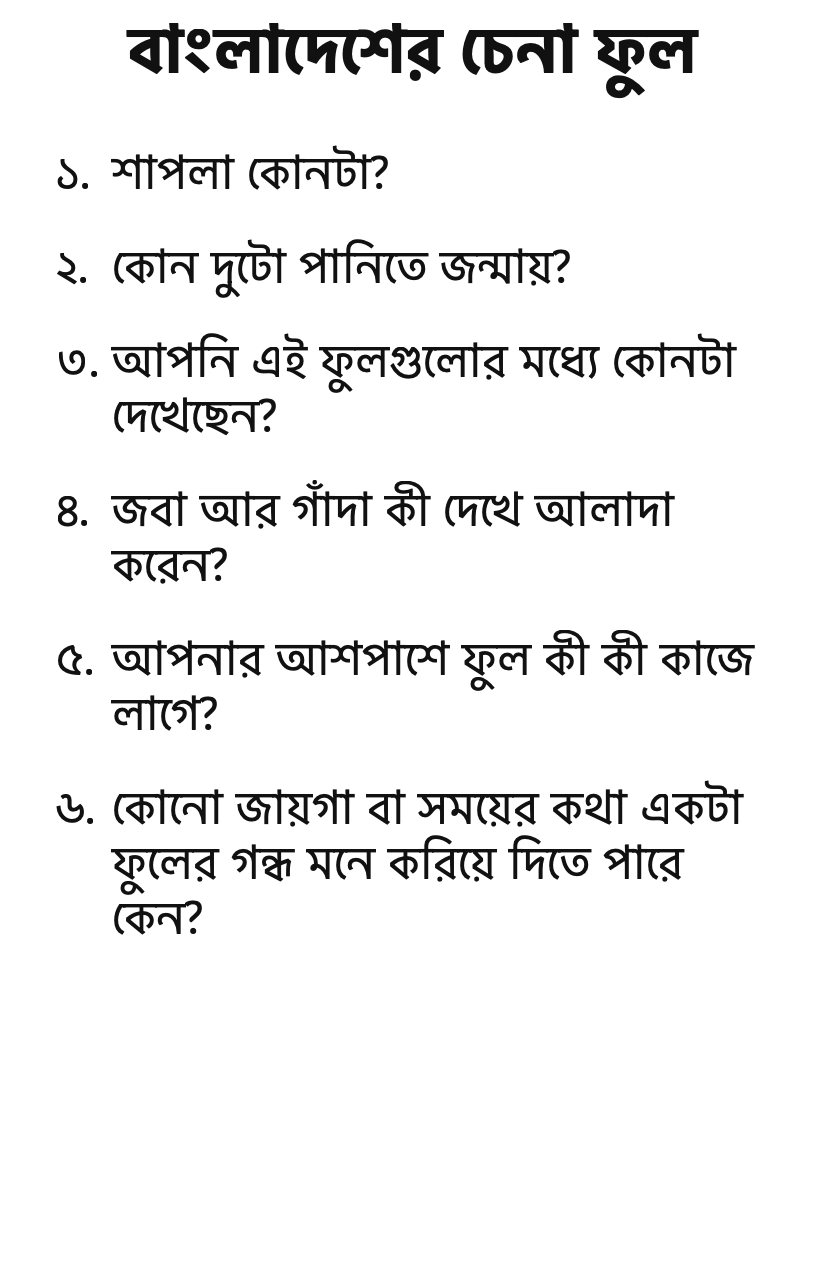 বাংলাদেশের চেনা ফুল
১. শাপলা কোনটা?
২. কোন দুটো পানিতে জন্মায়?
৩. আপনি এই ফুলগুলোর মধ্যে কোনটা
দেখেছেন?
৪. জবা আর গাঁদা কী দেখে আলাদা
করেন?
৫. আপনার আশপাশে ফুল কী কী কাজে
লাগে?
৬. কোনো জায়গা বা সময়ের কথা একটা
ফুলের গন্ধ মনে করিয়ে দিতে পারে
কেন?